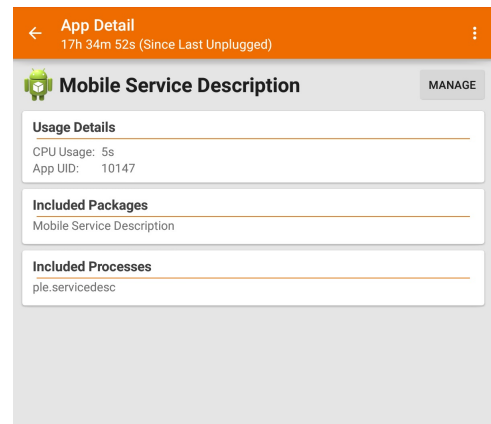 App Detail
17h 34m 52s (Since Last Unplugged)
Mobile Service Description
MANAGE
Usage Details
CPU Usage: 5s
App UID: 10147
Included Packages
Mobile Service Description
Included Processes
ple.servicedesc